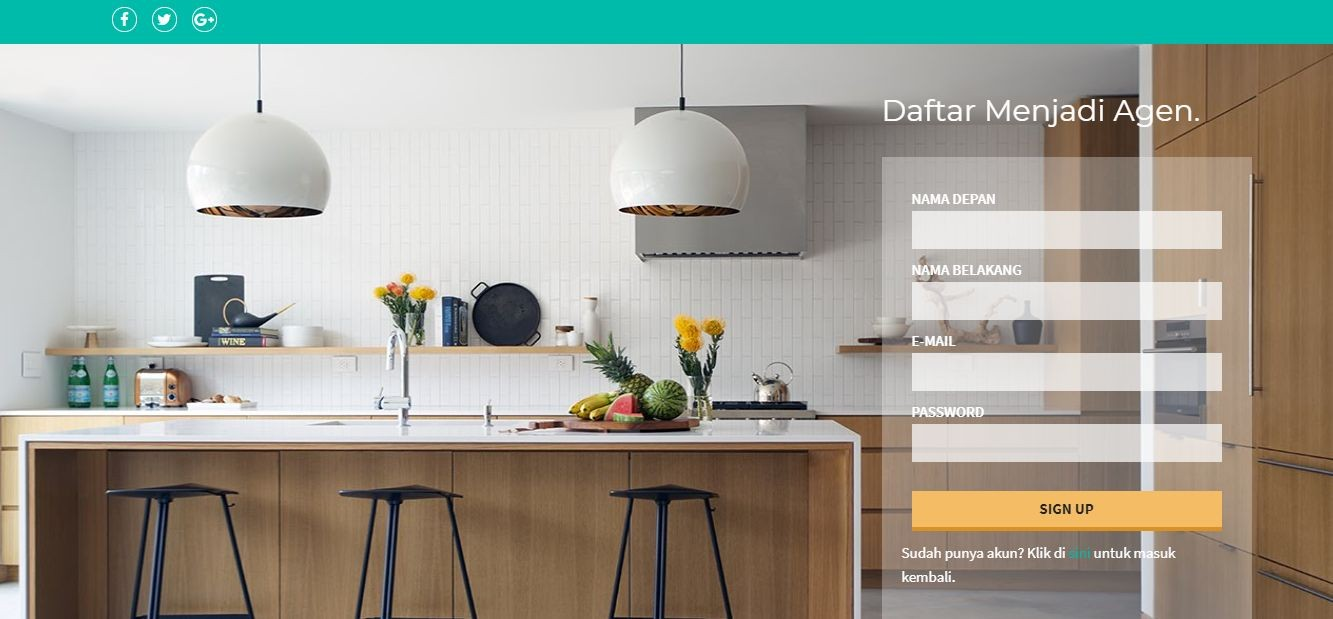 Daftar Menjadi Agen.
NAMA DEPAN
NAMA BELAKANG
E-MAIL
PASSWORD
SIGN UP
Sudah punya akun? Klik di sini untuk masuk
kembali.
WINE